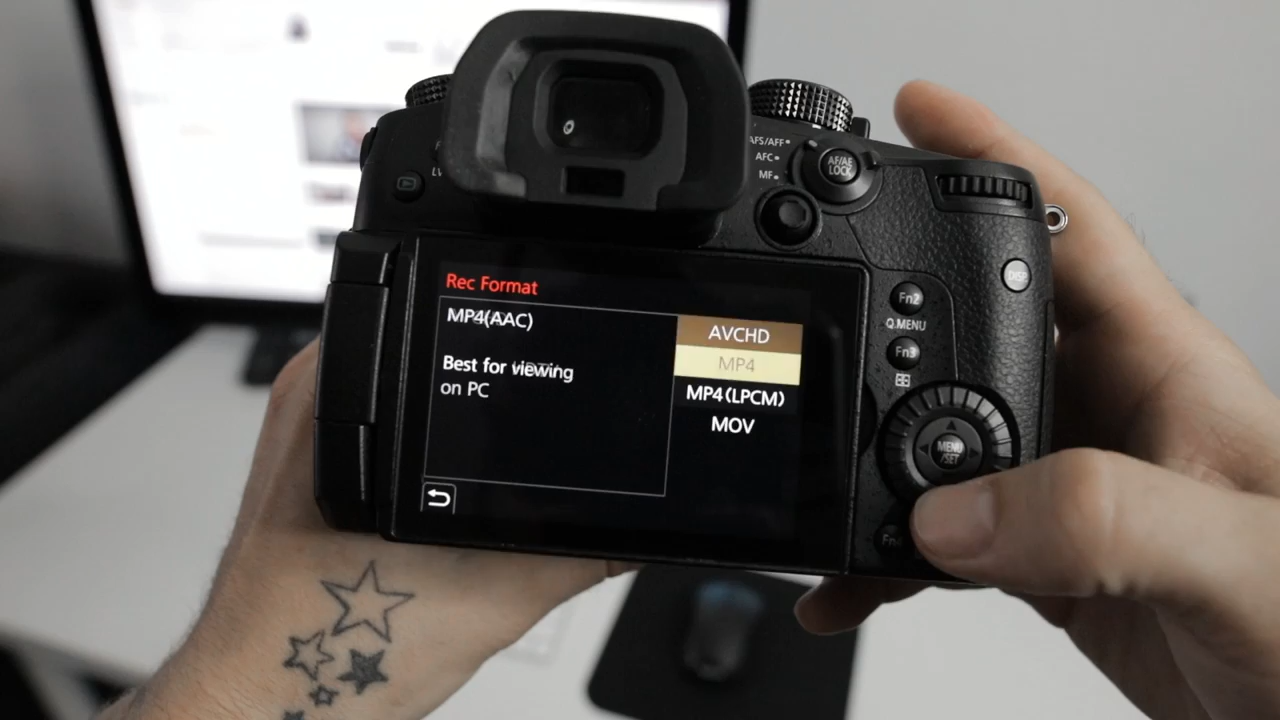 AFS/AFF
AFC
MF
AF/AE
LOCK
DISP
Fn2
Q.MENU
Fn3
MENU
/SET
Rec Format
MP4(AAC)
Best for viewing
on PC
AVCHD
MP4
MP4(LPCM)
MOV